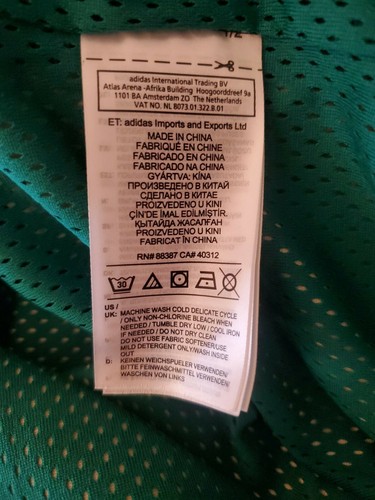 adidas International Trading BV
Atlas Arena -Afrika Building Hoogoorddreef 9a
1101 BA Amsterdam ZO The Netherlands
VAT NO. NL 8073.01.322.B.01
ET: adidas Imports and Exports Ltd
MADE IN CHINA
FABRIQUÉ EN CHINE
FABRICADO EN CHINA
FABRICADO NA CHINA
GYÁRTVA: KÍNA
ПРОИЗВЕДЕНО В КИТАЙ
СДЕЛАНО В КИТАЕ
PROIZVEDENO U KINI
ÇİN'DE İMAL EDİLMİŞTİR.
ҚЫТАЙДА ЖАСАЛҒАН
PROIZVEDENO U KINI
FABRICAT ÎN CHINA
RN# 88387 CA# 40312
30
US /
UK: MACHINE WASH COLD DELICATE CYCLE
/ ONLY NON-CHLORINE BLEACH WHEN
NEEDED / TUMBLE DRY LOW / COOL IRON
IF NEEDED / DO NOT DRY CLEAN
DO NOT USE FABRIC SOFTENER/USE
MILD DETERGENT ONLY/WASH INSIDE
OUT
D: KEINEN WEICHSPUELER VERWENDEN/
BITTE FEINWASCHMITTEL VERWENDEN/
WASCHEN VON LINKS